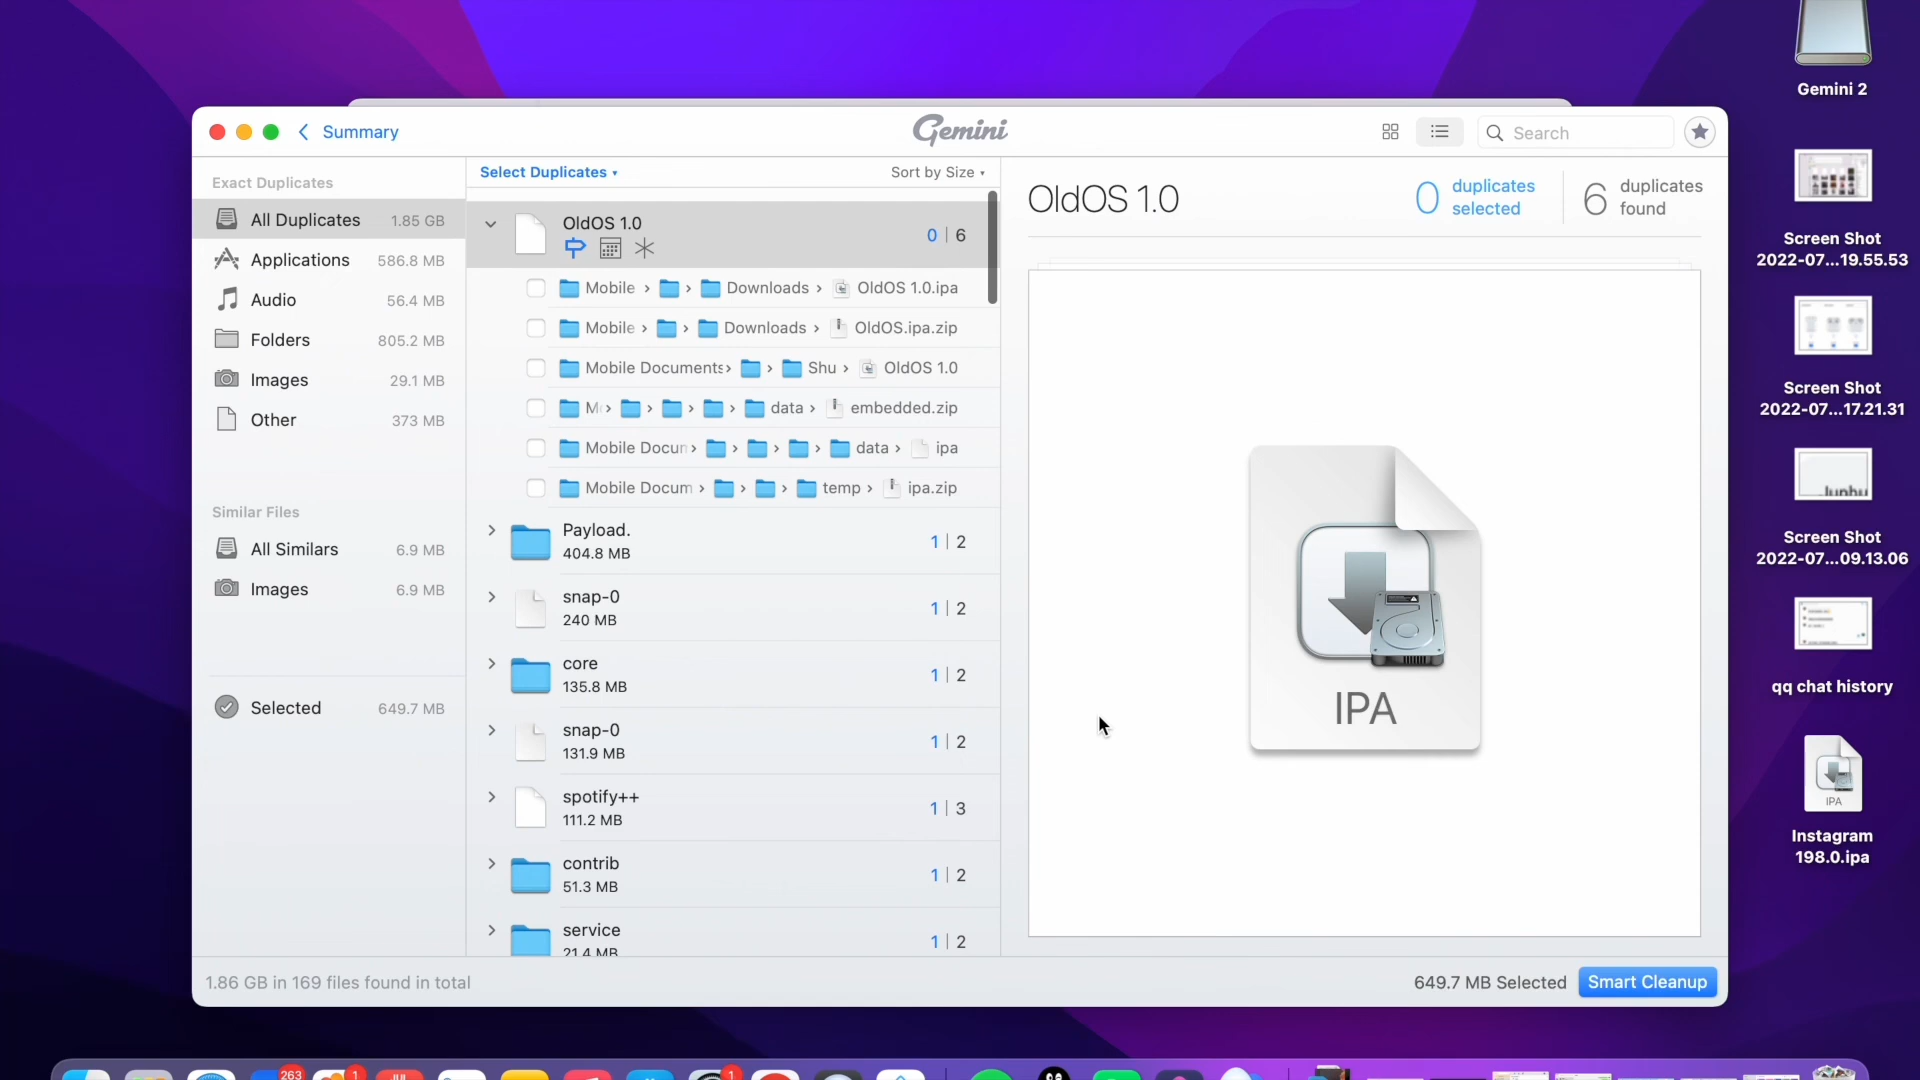 Summary
Gemini
Search
Exact Duplicates
All Duplicates 1.85 GB
Applications 586.8 MB
Audio 56.4 MB
Folders 805.2 MB
Images 29.1 MB
Other 373 MB
Similar Files
All Similars 6.9 MB
Images 6.9 MB
Selected 649.7 MB
Select Duplicates
Sort by Size
OldOS 1.0
0 | 6
Mobile › › Downloads › OldOS 1.0.ipa
Mobile › › Downloads › OldOS.ipa.zip
Mobile Documents › › Shu › OldOS 1.0
M › › › › data › embedded.zip
Mobile Docum › › › › data › ipa
Mobile Docum › › › temp › ipa.zip
Payload.
404.8 MB
1 | 2
snap-0
240 MB
1 | 2
core
135.8 MB
1 | 2
snap-0
131.9 MB
1 | 2
spotify++
111.2 MB
1 | 3
contrib
51.3 MB
1 | 2
service
21.4 MB
1 | 2
OldOS 1.0
0 duplicates selected
6 duplicates found
IPA
1.86 GB in 169 files found in total
649.7 MB Selected
Smart Cleanup
Gemini 2
Screen Shot
2022-07...19.55.53
Screen Shot
2022-07...17.21.31
Screen Shot
2022-07...09.13.06
qq chat history
IPA
Instagram
198.0.ipa
263
1
1